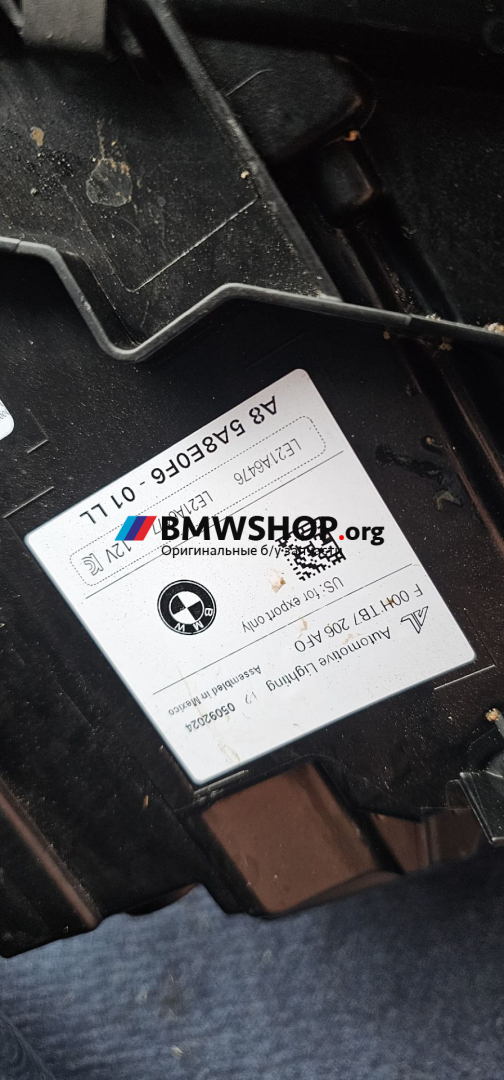 A8 5A8E0F6 - 01 LL
LE21A6476
12V
BMWSHOP.org
Оригинальные б/у запчасти
BMW
US: for export only
F 00H TB7 206 AF0
Automotive Lighting
Assembled in Mexico
05092024